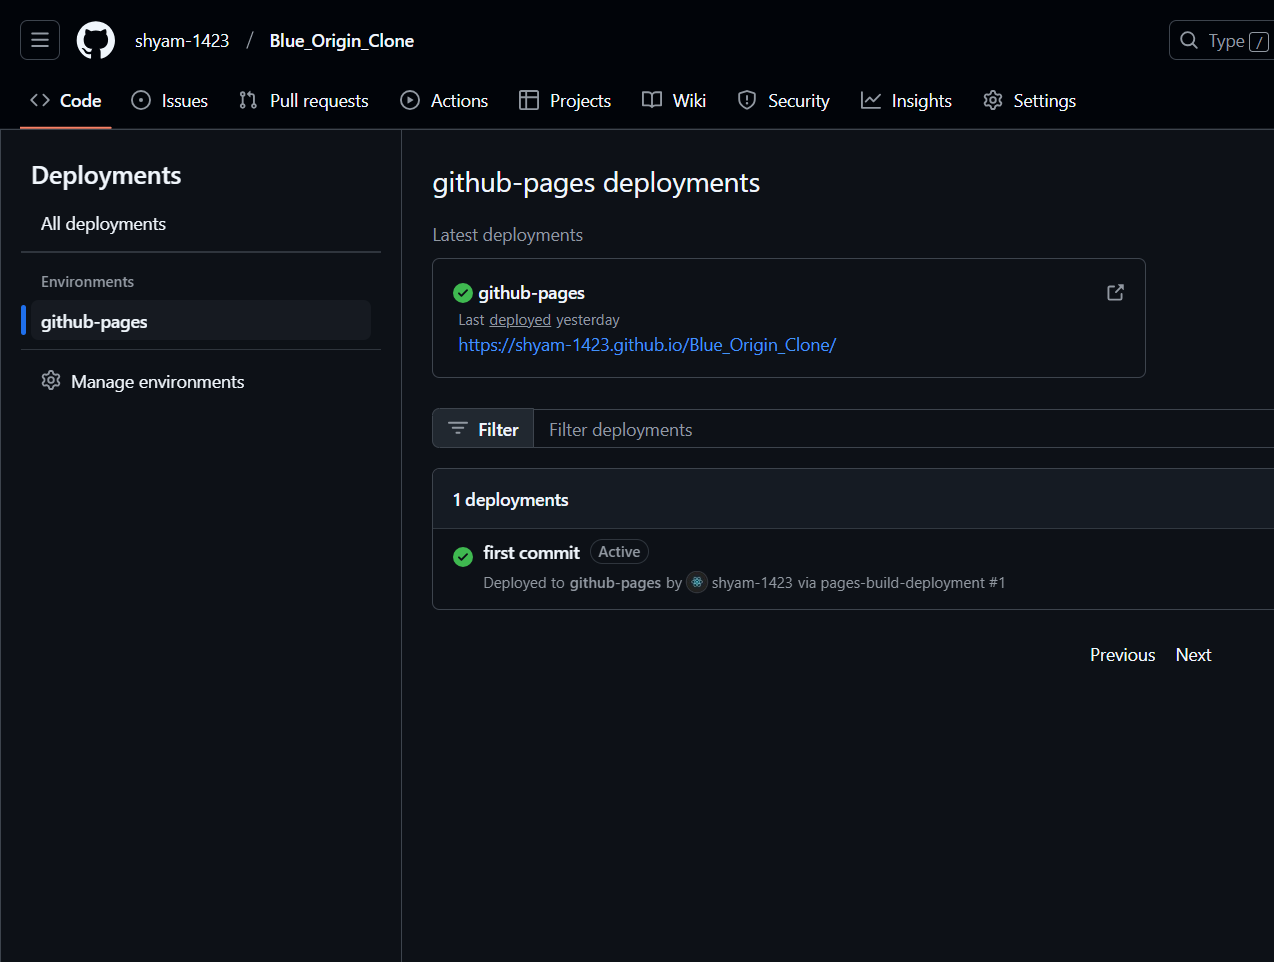 shyam-1423 / Blue_Origin_Clone
Type /
Code Issues Pull requests Actions Projects Wiki Security Insights Settings
Deployments
All deployments
Environments
github-pages
Manage environments
github-pages deployments
Latest deployments
github-pages
Last deployed yesterday
https://shyam-1423.github.io/Blue_Origin_Clone/
Filter Filter deployments
1 deployments
first commit Active
Deployed to github-pages by shyam-1423 via pages-build-deployment #1
Previous Next